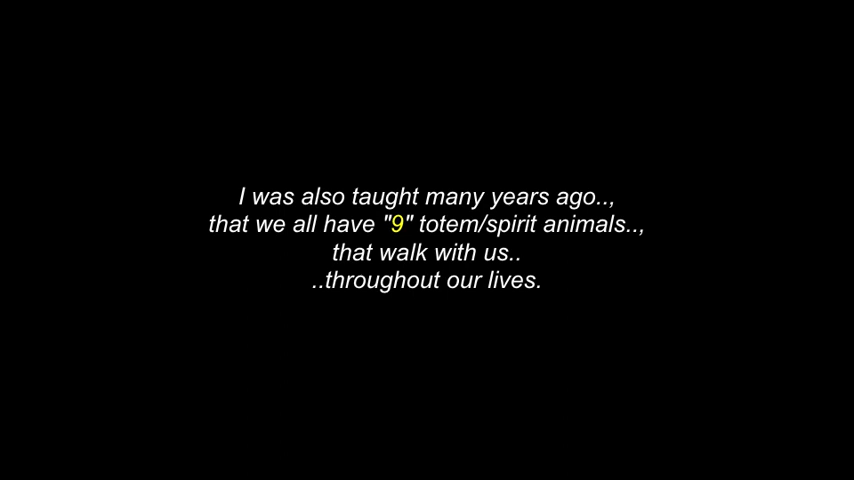 I was also taught many years ago..,
that we all have "9" totem/spirit animals..,
that walk with us..
..throughout our lives.